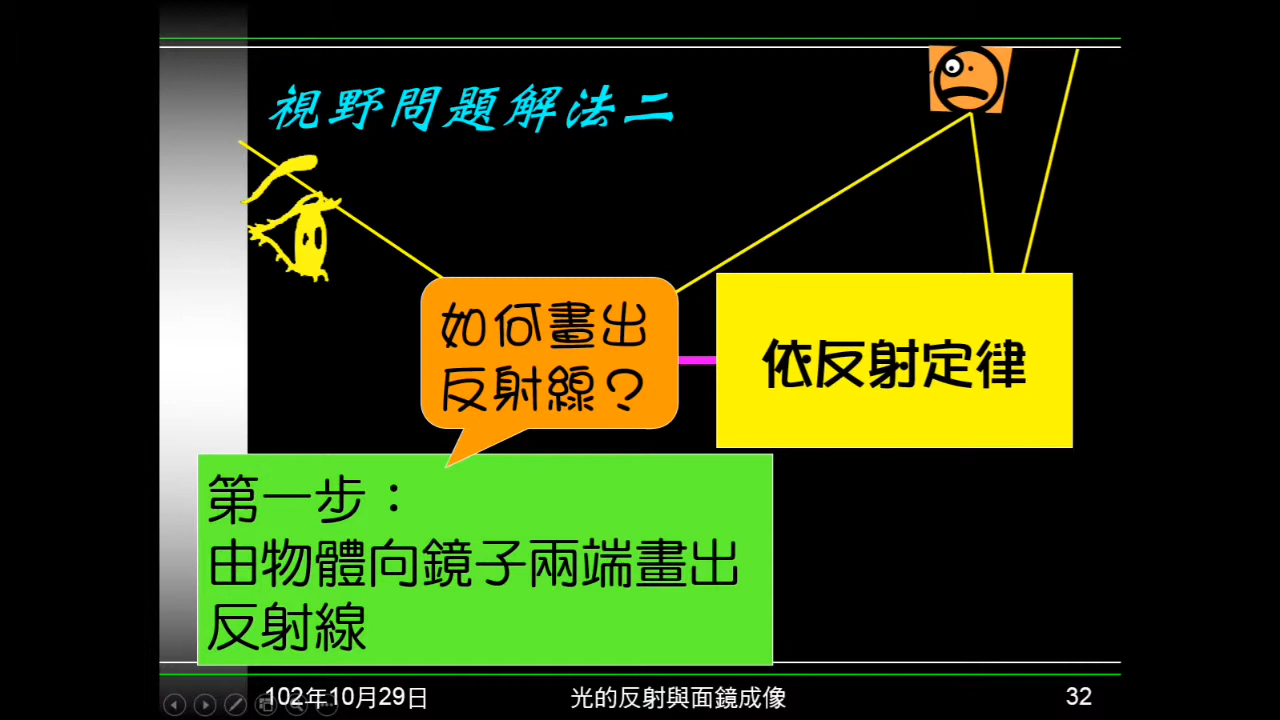 視野問題解法二
如何畫出
反射線？
依反射定律
第一步：
由物體向鏡子兩端畫出
反射線
102年10月29日
光的反射與面鏡成像
32